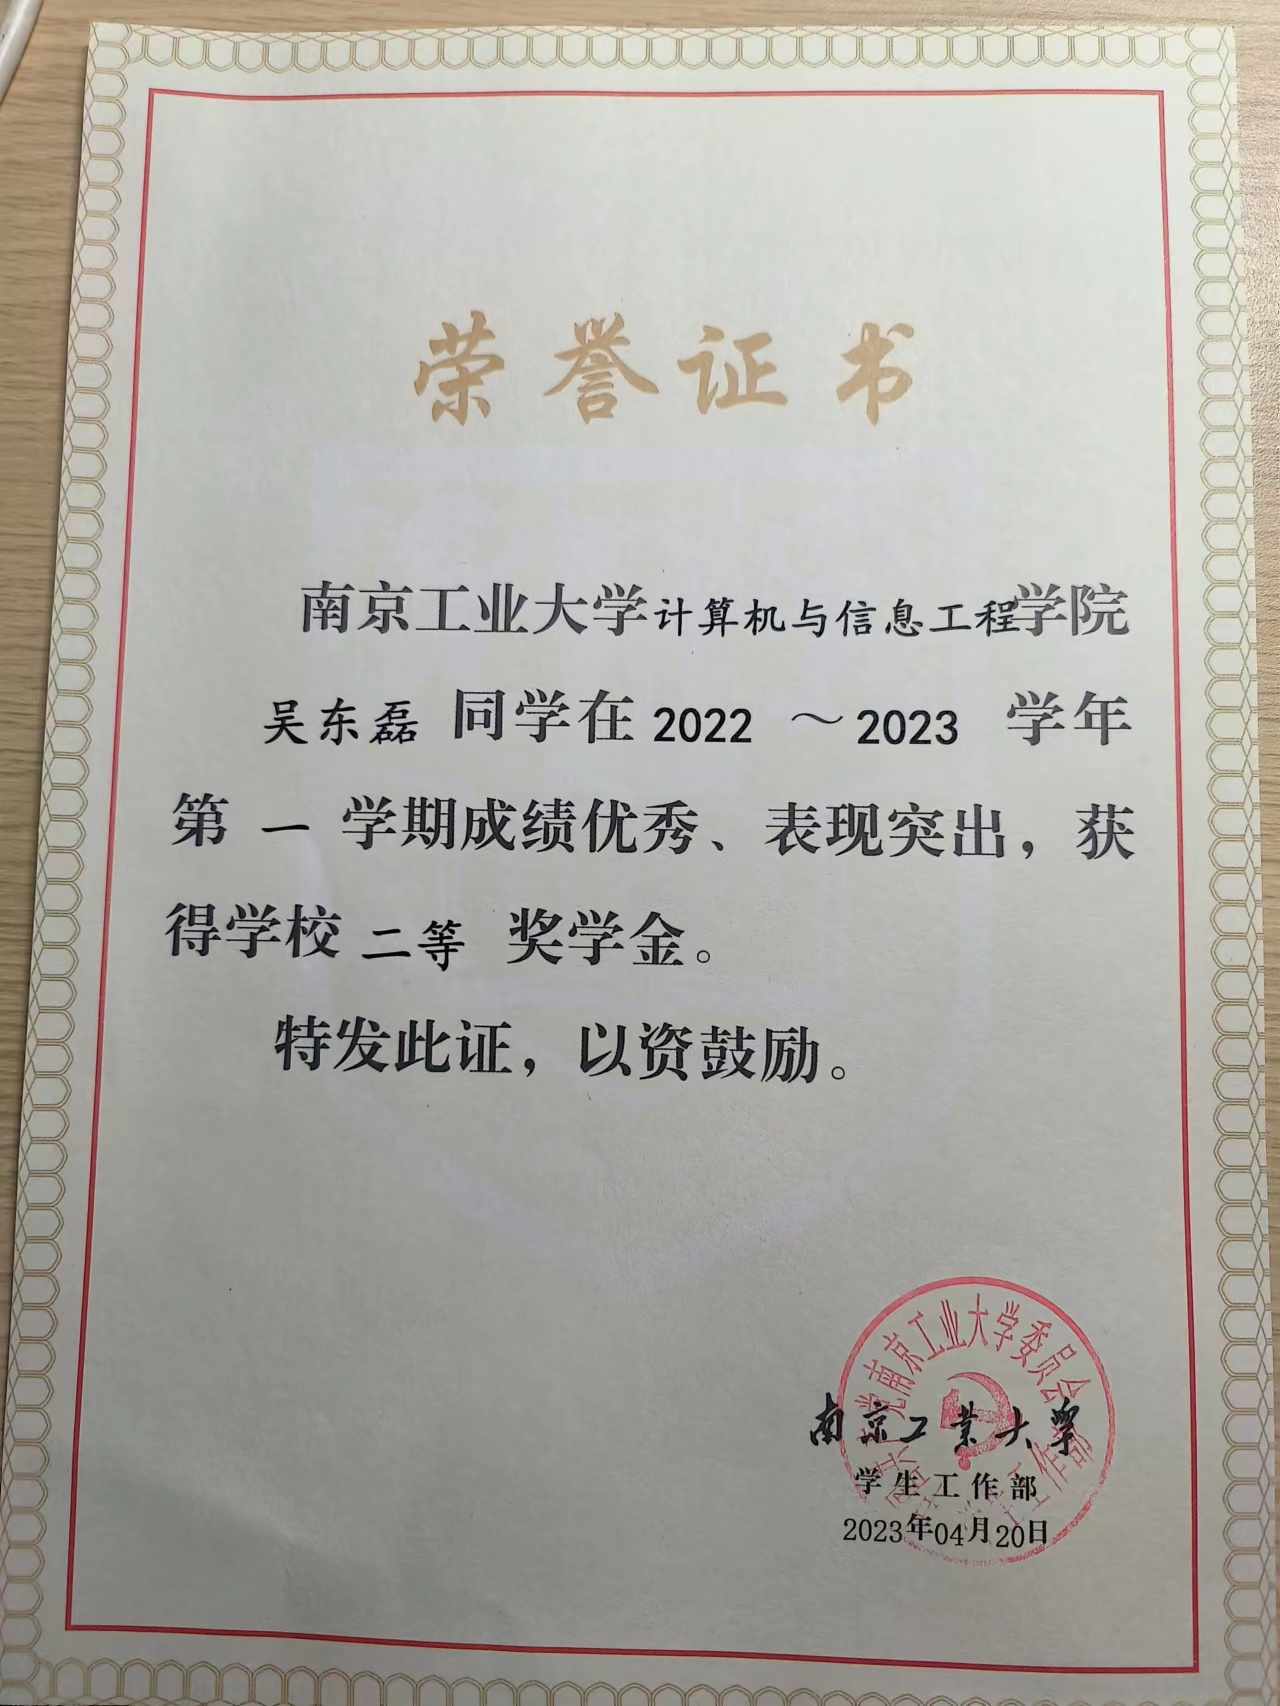 荣誉证书
南京工业大学计算机与信息工程学院
吴东磊 同学在 2022 ～2023 学年
第 一 学期成绩优秀、表现突出，获
得学校 二等 奖学金。
特发此证，以资鼓励。
党南京工业大学委员会
南京工业大学
学生工作部
2023年04月20日